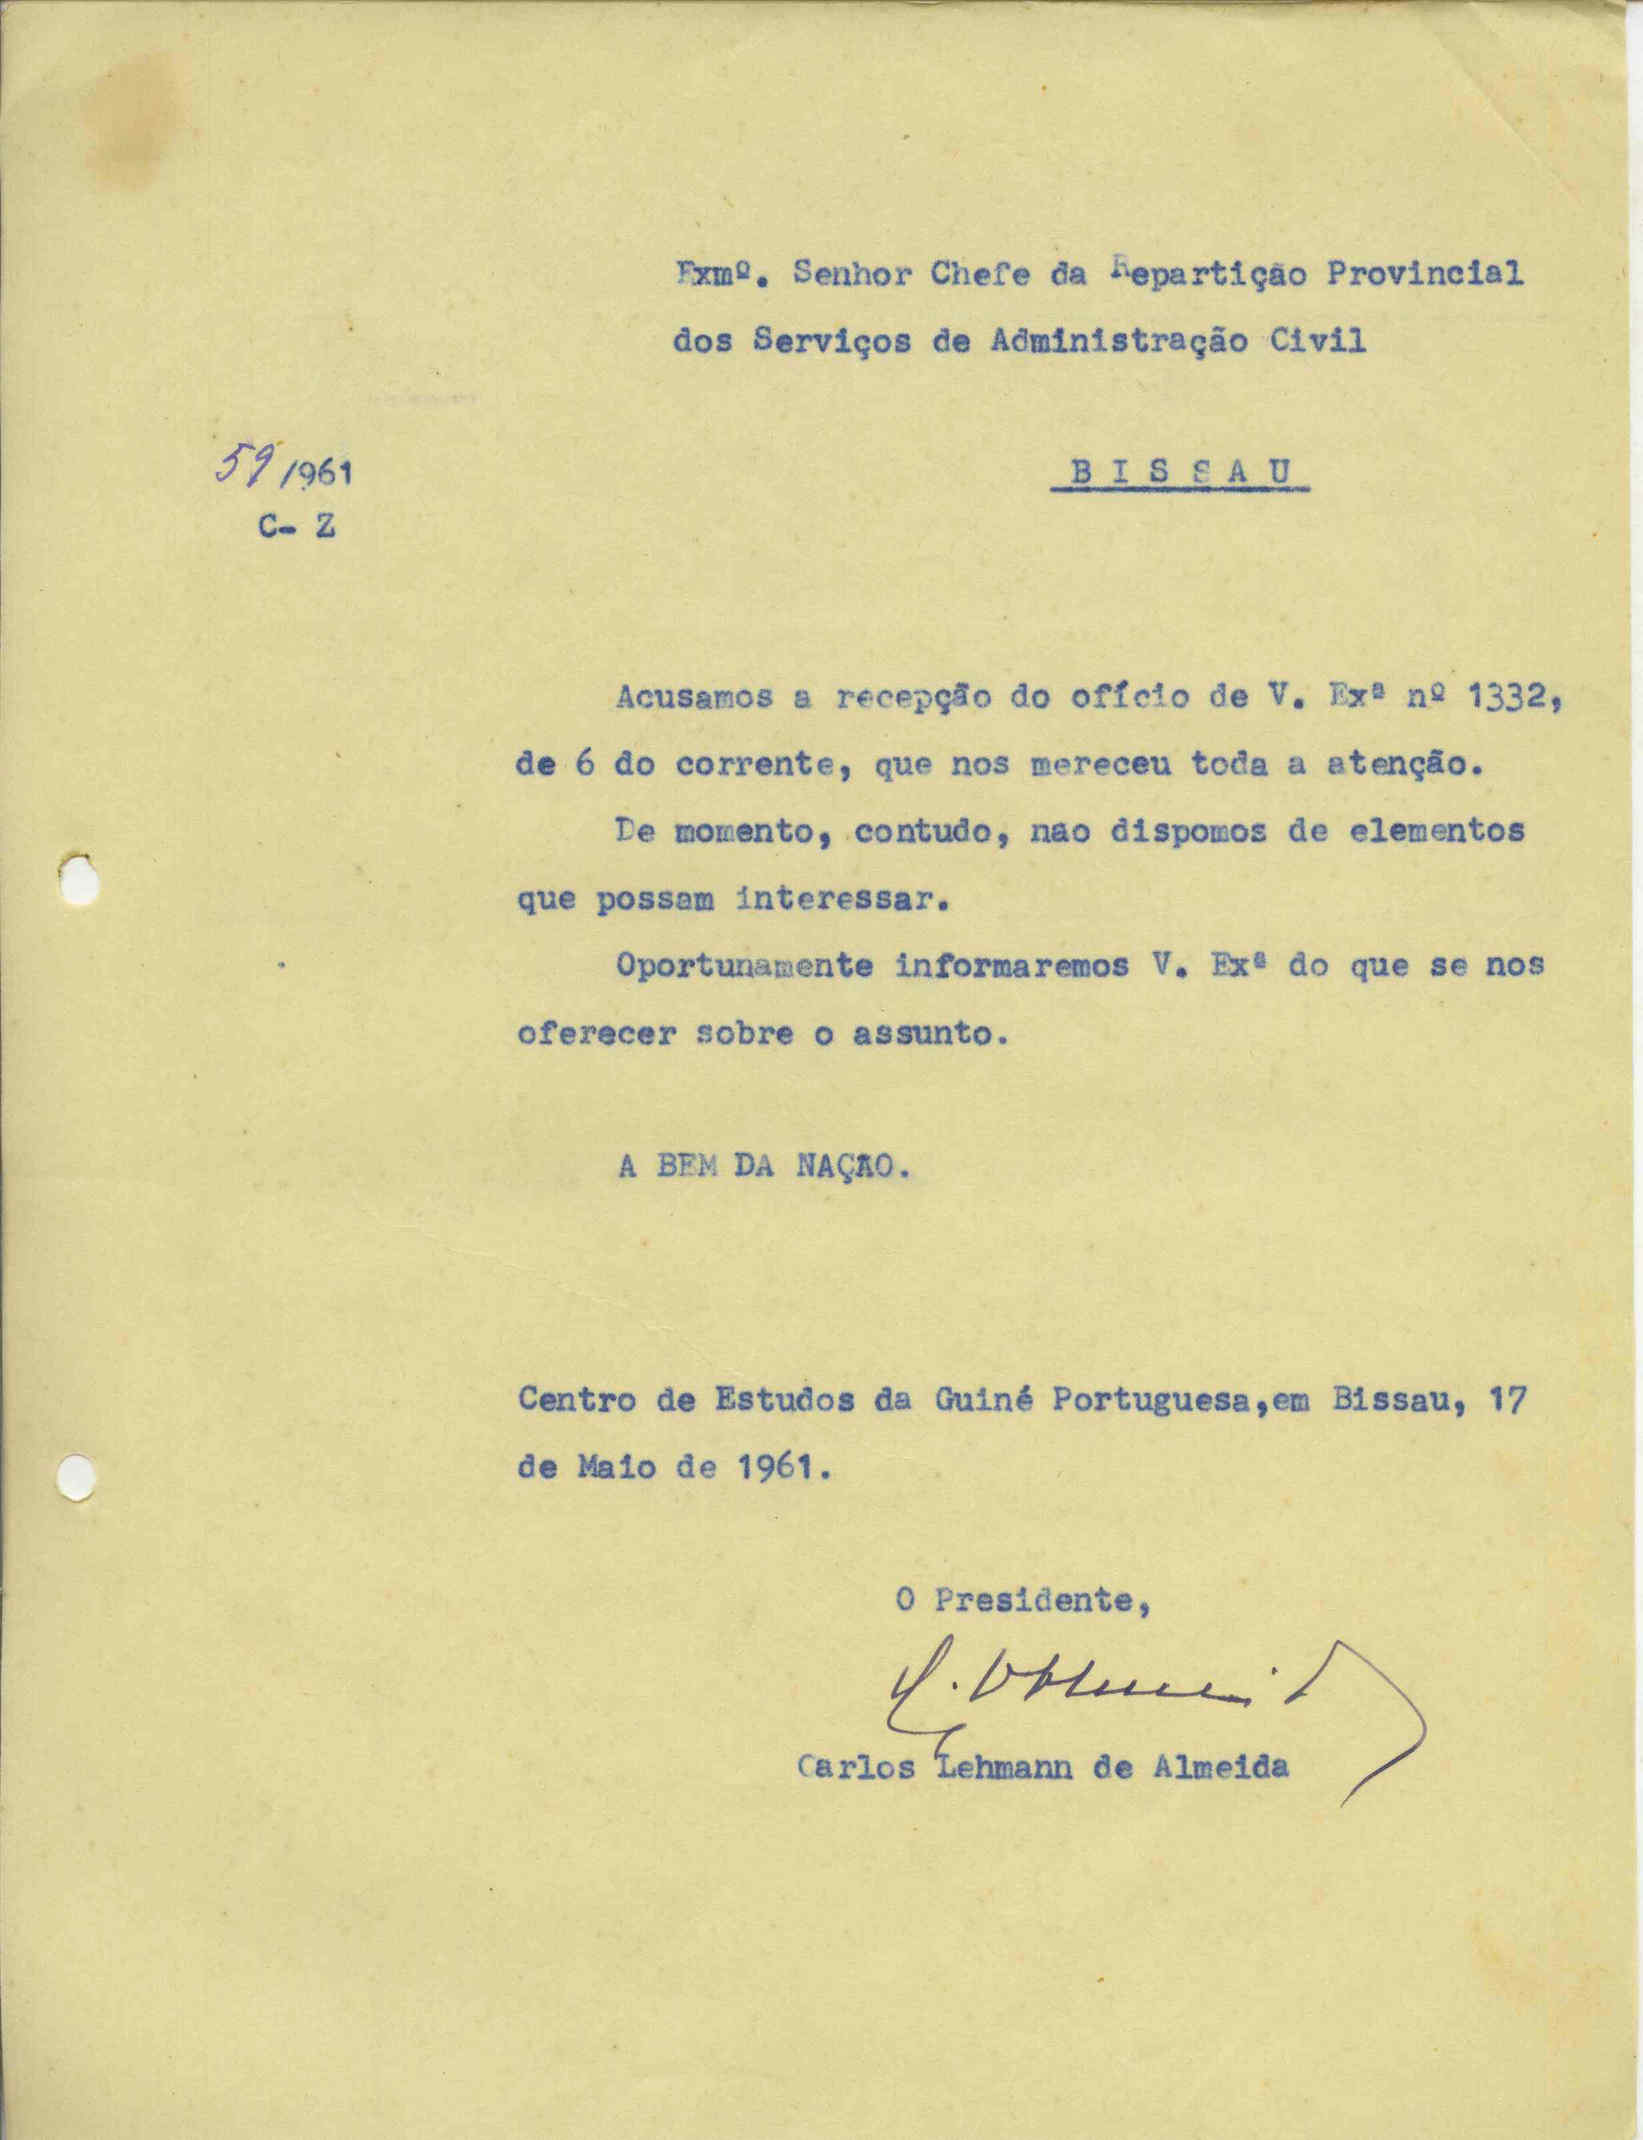 Exmº. Senhor Chefe da Repartição Provincial
dos Serviços de Administração Civil
59/961
B I S S A U
C- Z
Acusamos a recepção do ofício de V. Exª nº 1332,
de 6 do corrente, que nos mereceu toda a atenção.
De momento, contudo, nao dispomos de elementos
que possam interessar.
Oportunamente informaremos V. Exª do que se nos
oferecer sobre o assunto.
A BEM DA NAÇÃO.
Centro de Estudos da Guiné Portuguesa,em Bissau, 17
de Maio de 1961.
O Presidente,
Carlos Lehmann de Almeida